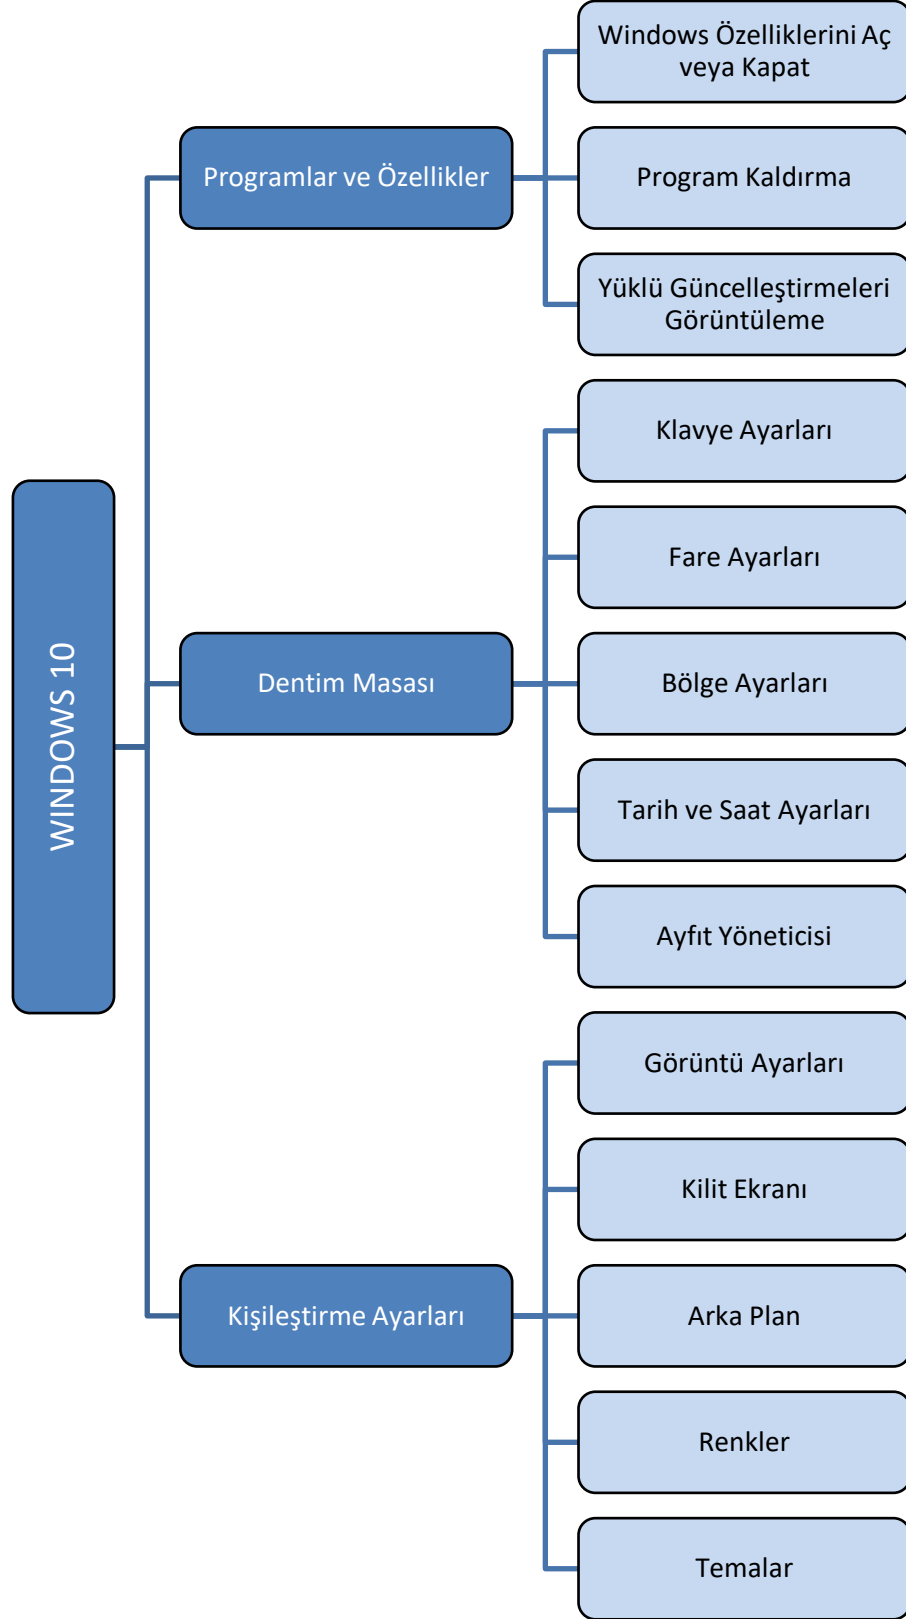 WINDOWS 10
Programlar ve Özellikler
Windows Özelliklerini Aç
veya Kapat
Program Kaldırma
Yüklü Güncelleştirmeleri
Görüntüleme
Dentim Masası
Klavye Ayarları
Fare Ayarları
Bölge Ayarları
Tarih ve Saat Ayarları
Ayfıt Yöneticisi
Kişileştirme Ayarları
Görüntü Ayarları
Kilit Ekranı
Arka Plan
Renkler
Temalar